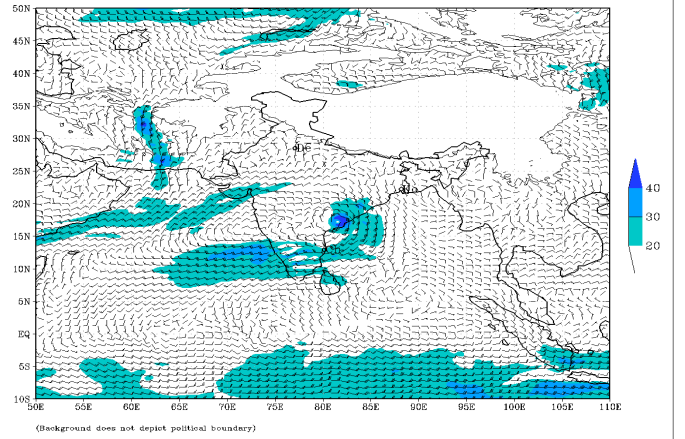 50N
45N
40N
35N
30N
25N
20N
15N
10N
5N
EQ
5S
10S
50E 55E 60E 65E 70E 75E 80E 85E 90E 95E 100E 105E 110E
40
30
20
(Background does not depict political boundary)